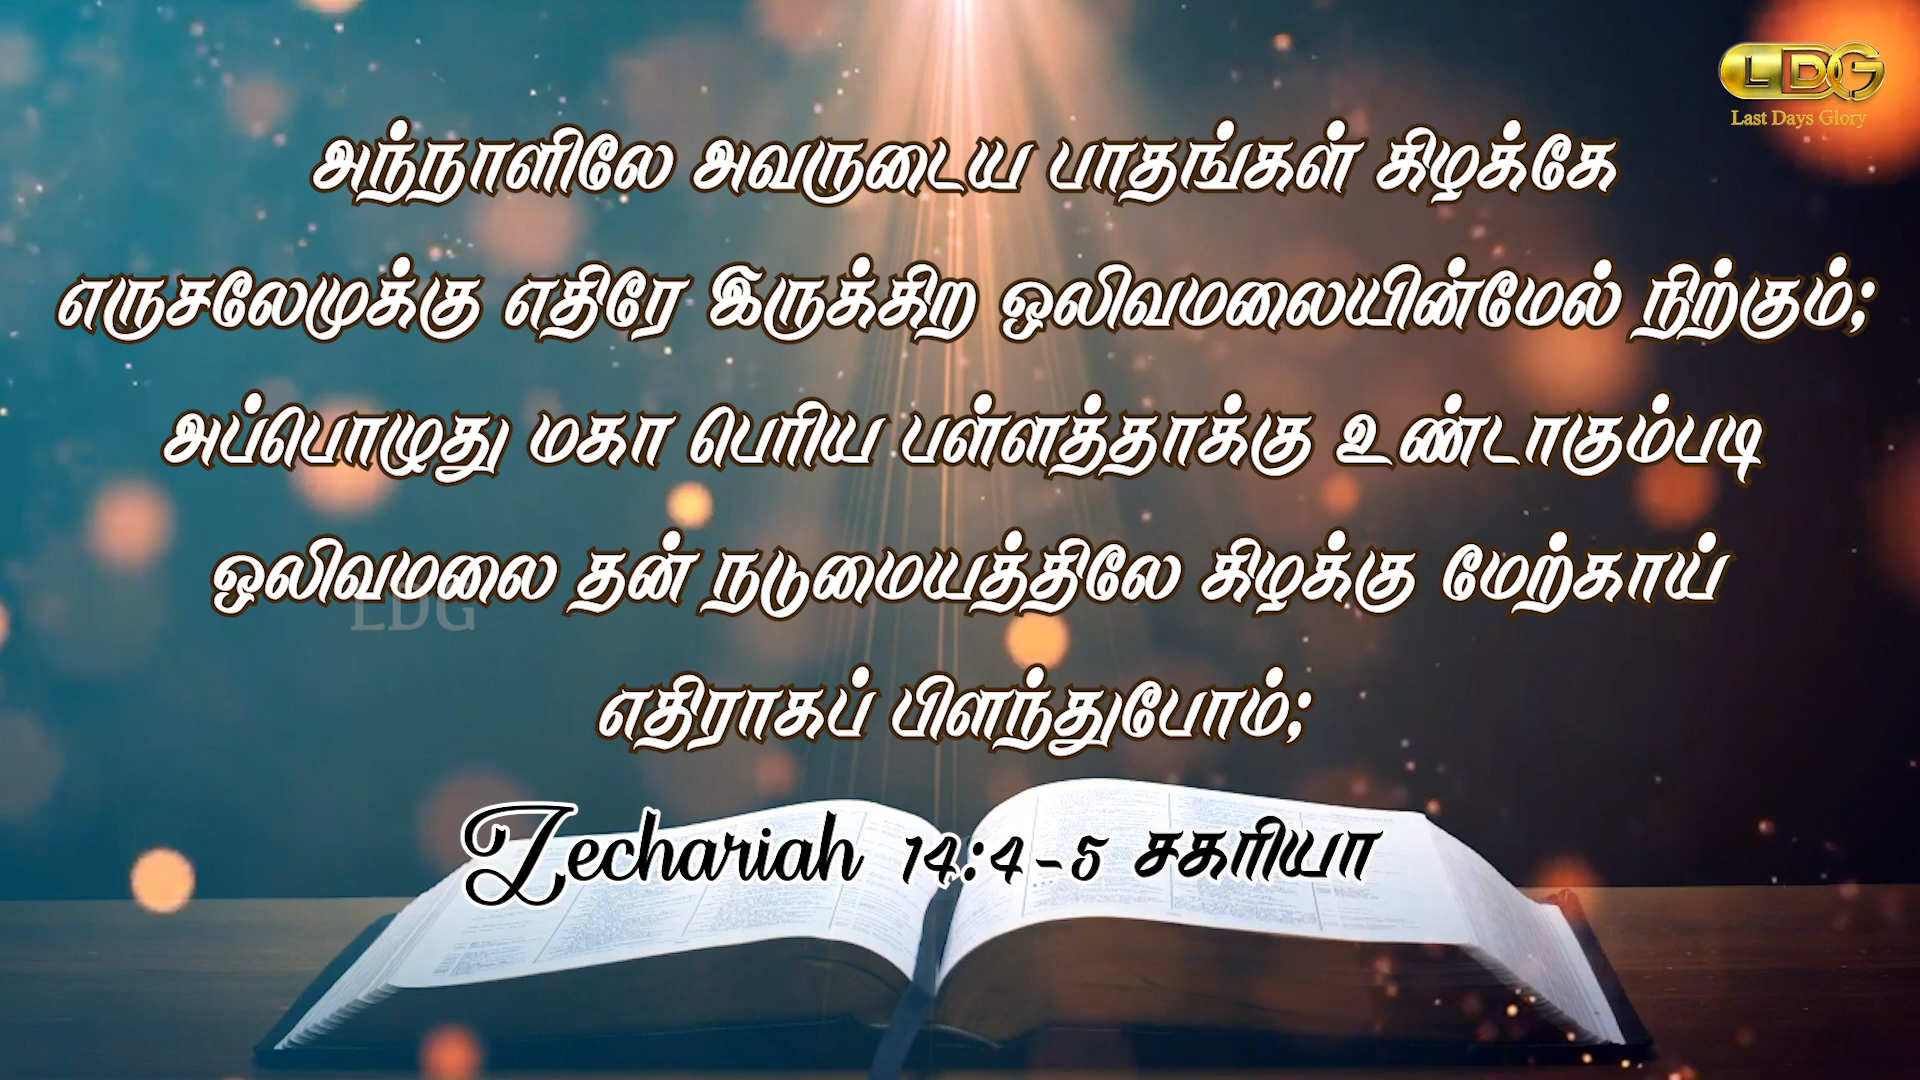 LDG
Last Days Glory
அந்நாளிலே அவருடைய பாதங்கள் கிழக்கே
எருசலேமுக்கு எதிரே இருக்கிற ஒலிவமலையின்மேல் நிற்கும்;
அப்பொழுது மகா பெரிய பள்ளத்தாக்கு உண்டாகும்படி
ஒலிவமலை தன் நடுமையத்திலே கிழக்கு மேற்காய்
LDG
எதிராகப் பிளந்துபோம்;
Zechariah 14:4-5 சகரியா